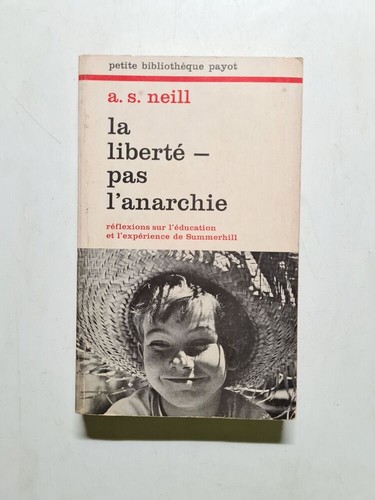 petite bibliothèque payot
a. s. neill
la
liberté —
pas
l'anarchie
réflexions sur l'éducation
et l'expérience de Summerhill